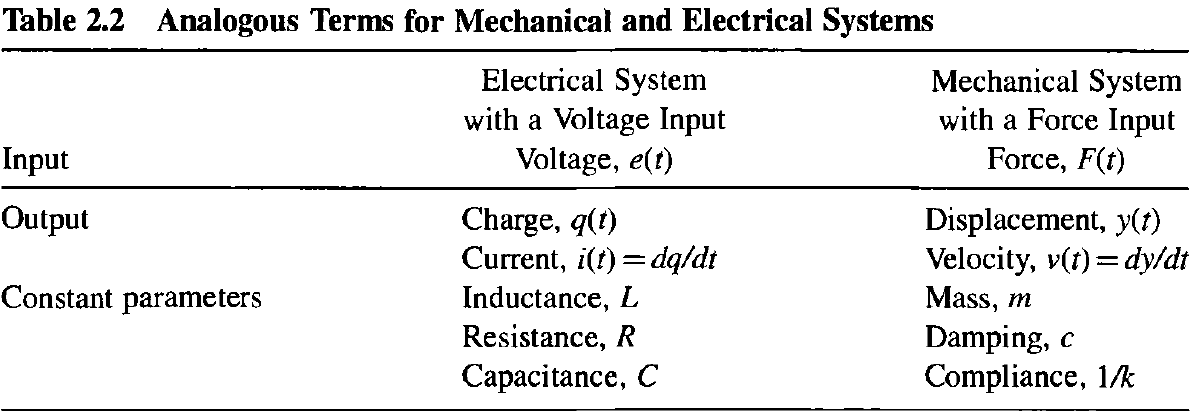 Table 2.2 Analogous Terms for Mechanical and Electrical Systems
Electrical System Mechanical System
with a Voltage Input with a Force Input
Input Voltage, e(t) Force, F(t)
Output Charge, q(t) Displacement, y(t)
Current, i(t) = dq/dt Velocity, v(t) = dy/dt
Constant parameters Inductance, L Mass, m
Resistance, R Damping, c
Capacitance, C Compliance, 1/k